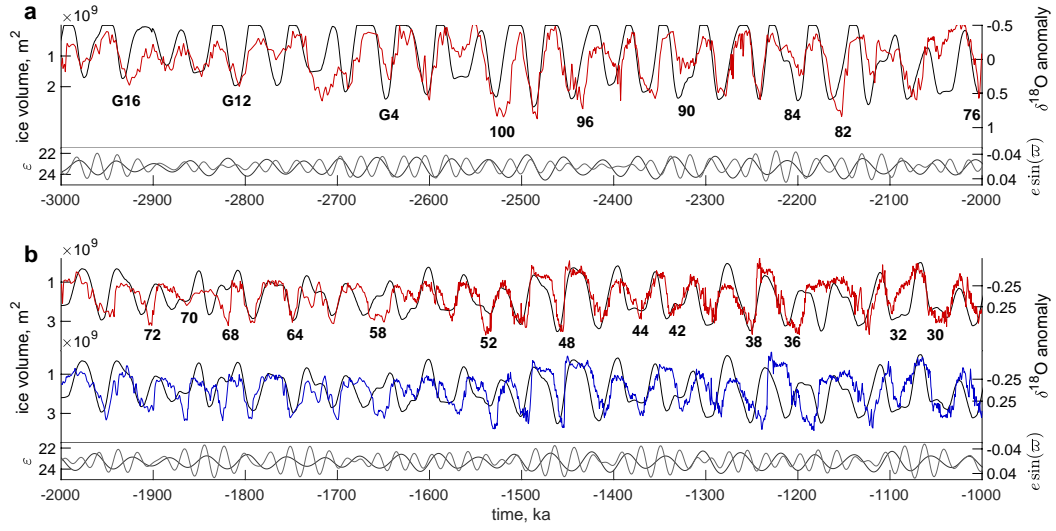 a
×10⁹
ice volume, m²
1
2
-0.5
0
0.5
1
δ¹⁸O anomaly
G16
G12
G4
100
96
90
84
82
76
ε
22
24
-0.04
0.04
e sin(ϖ)
-3000 -2900 -2800 -2700 -2600 -2500 -2400 -2300 -2200 -2100 -2000
b
×10⁹
ice volume, m²
1
3
-0.25
0.25
δ¹⁸O anomaly
72
70
68
64
58
52
48
44
42
38
36
32
30
×10⁹
1
3
-0.25
0.25
ε
22
24
-0.04
0.04
e sin(ϖ)
-2000 -1900 -1800 -1700 -1600 -1500 -1400 -1300 -1200 -1100 -1000
time, ka